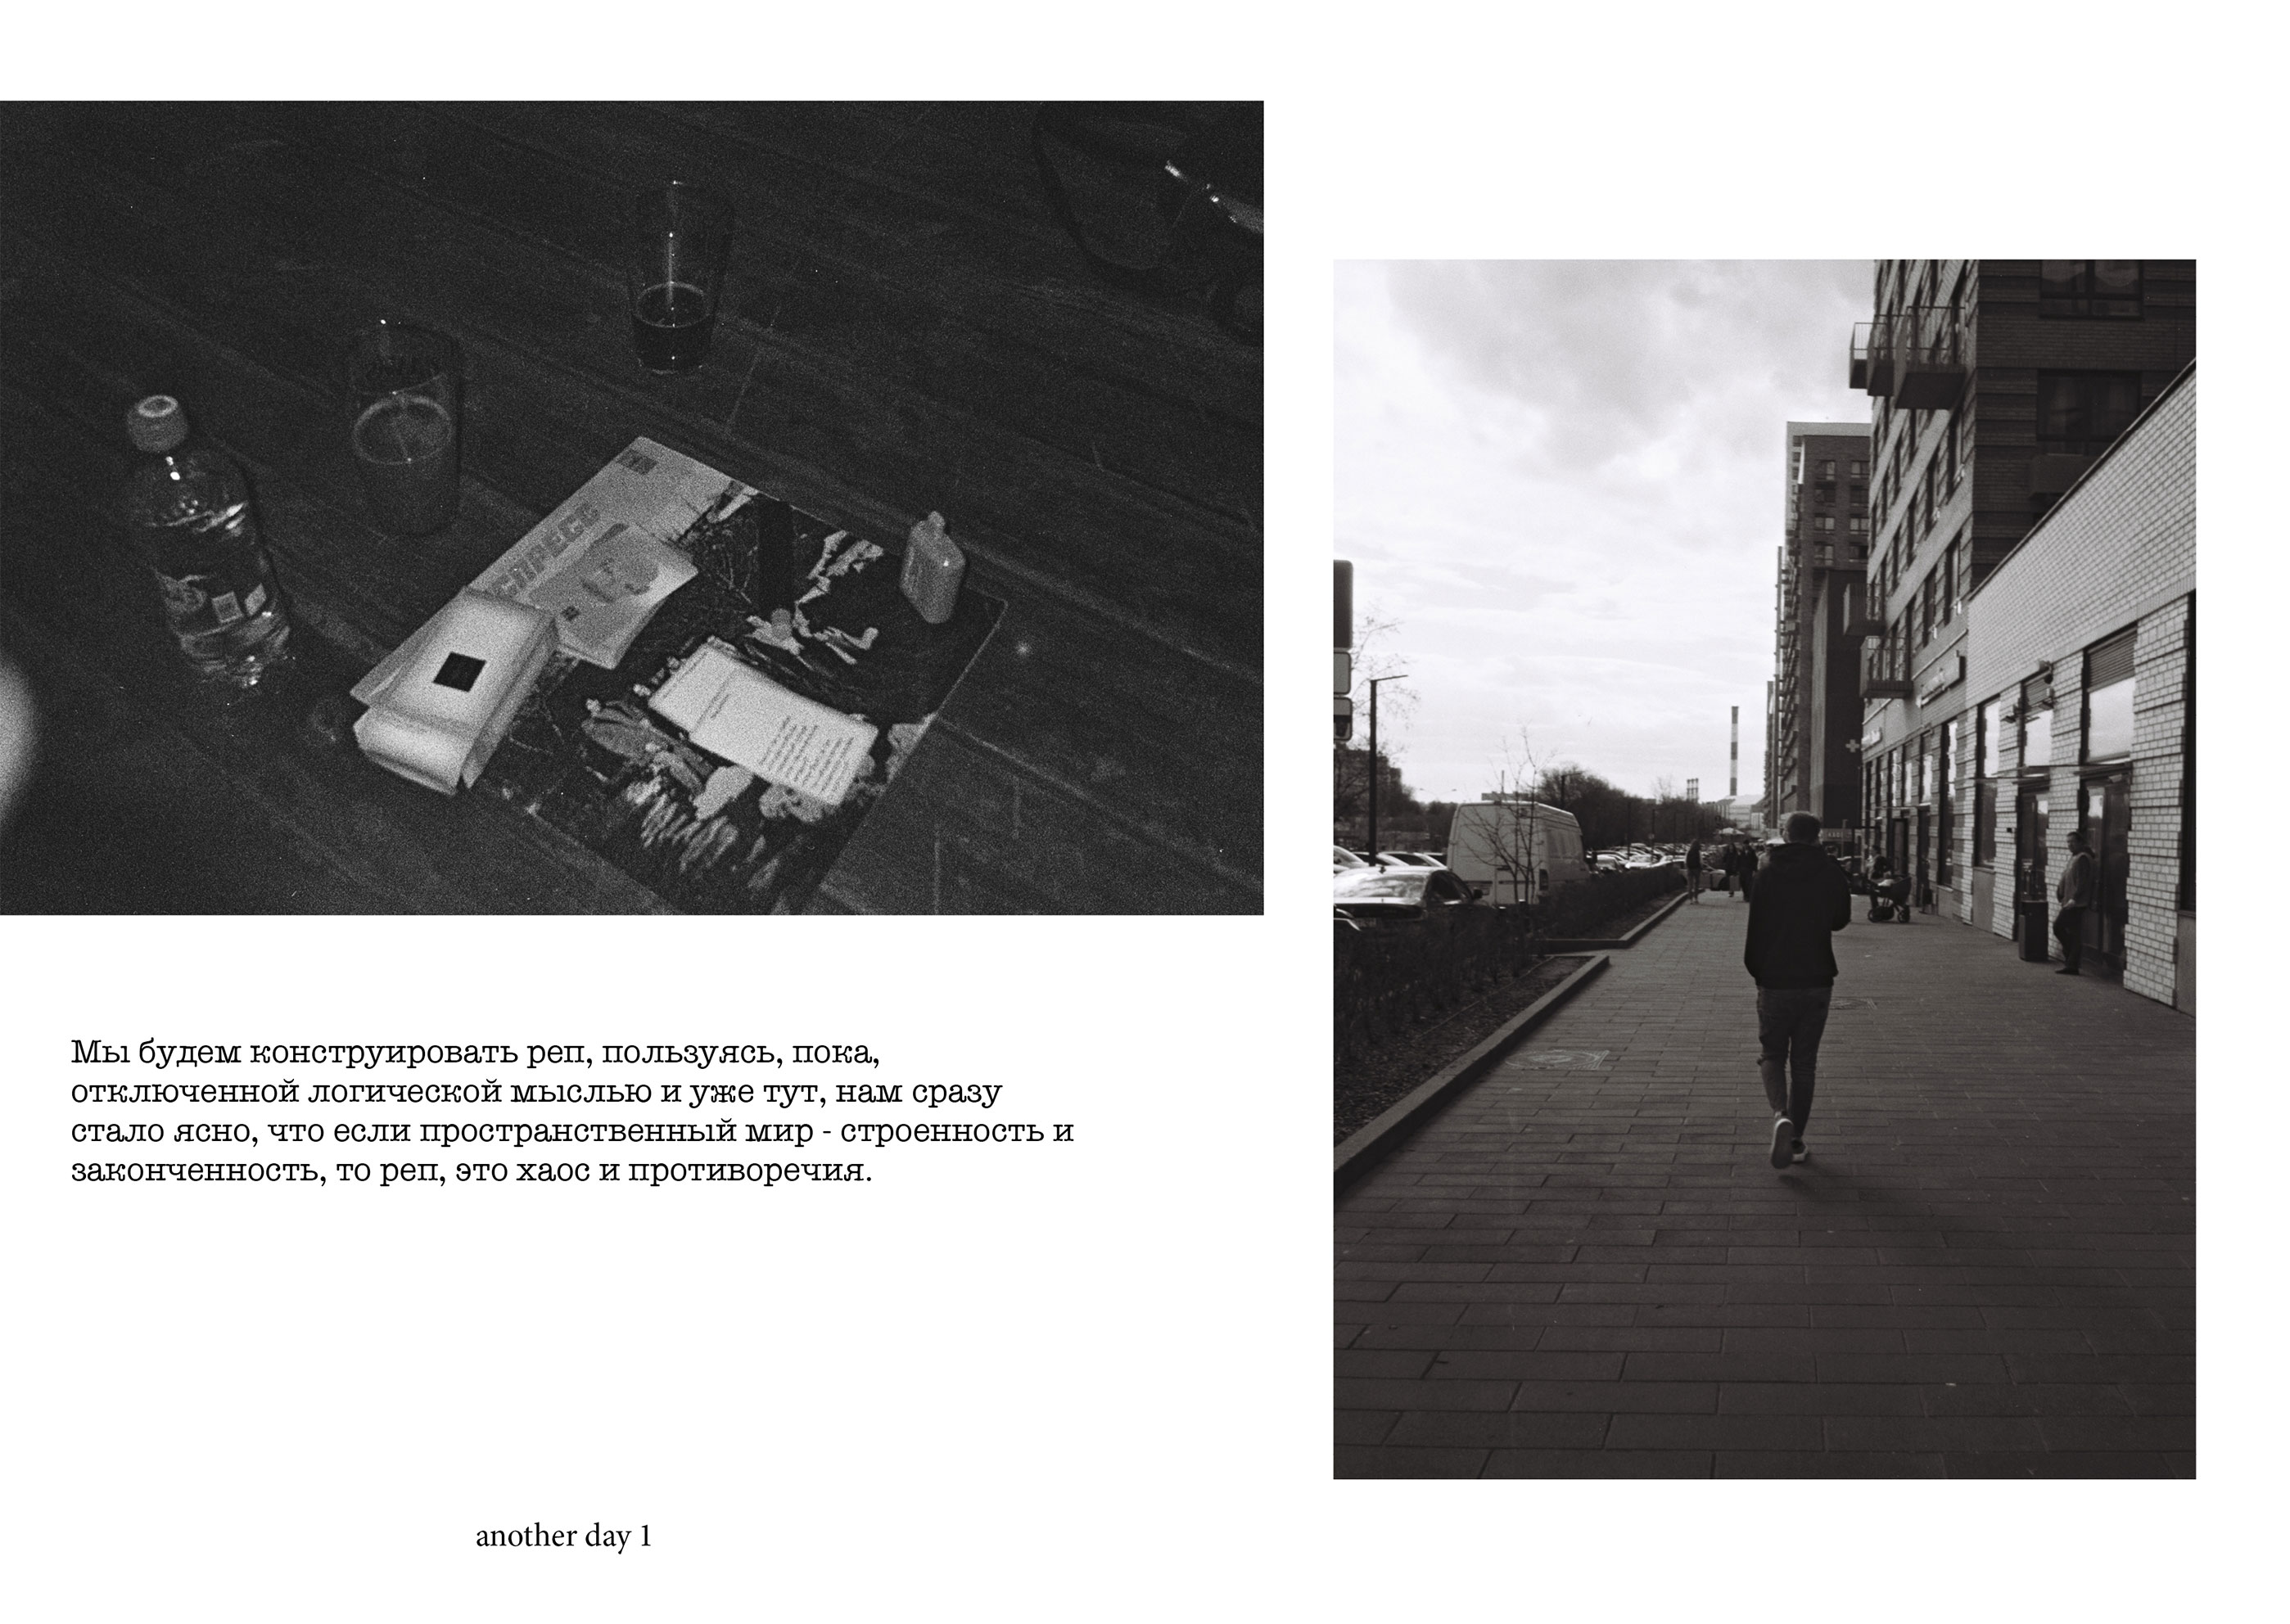 СПРЕСС
Мы будем конструировать реп, пользуясь, пока,
отключенной логической мыслью и уже тут, нам сразу
стало ясно, что если пространственный мир - строенность и
законченность, то реп, это хаос и противоречия.
another day 1